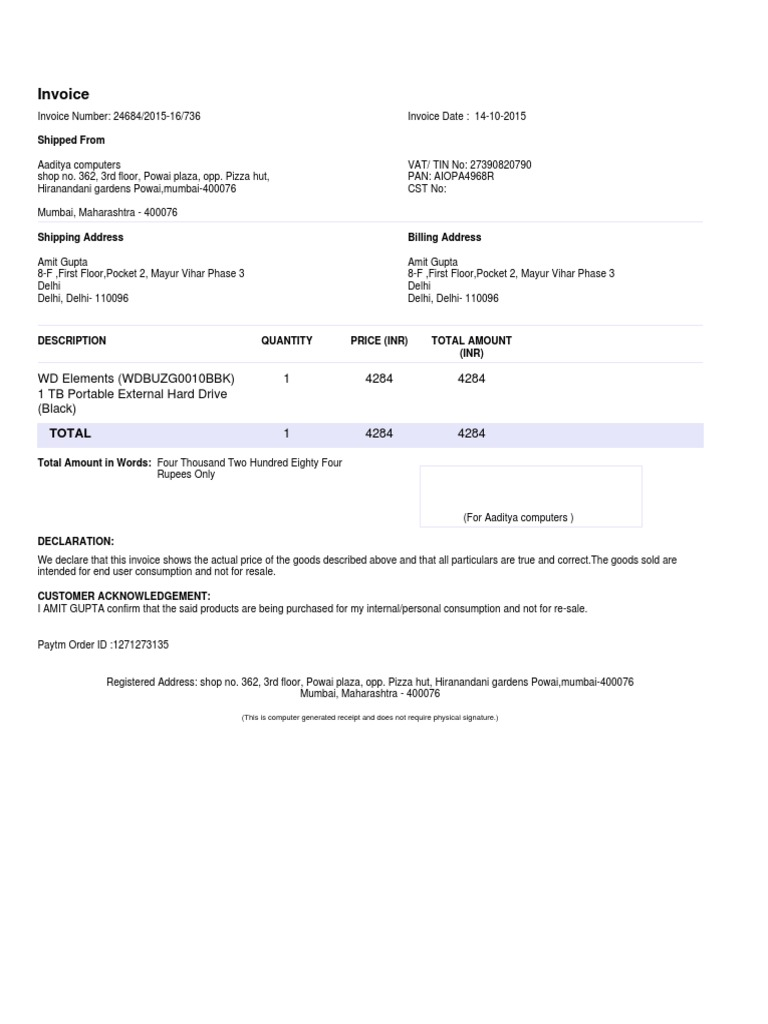 Invoice
Invoice Number: 24684/2015-16/736 Invoice Date : 14-10-2015
Shipped From
Aaditya computers VAT/ TIN No: 27390820790
shop no. 362, 3rd floor, Powai plaza, opp. Pizza hut, PAN: AIOPA4968R
Hiranandani gardens Powai,mumbai-400076 CST No:
Mumbai, Maharashtra - 400076
Shipping Address Billing Address
Amit Gupta Amit Gupta
8-F ,First Floor,Pocket 2, Mayur Vihar Phase 3 8-F ,First Floor,Pocket 2, Mayur Vihar Phase 3
Delhi Delhi
Delhi, Delhi- 110096 Delhi, Delhi- 110096
DESCRIPTION QUANTITY PRICE (INR) TOTAL AMOUNT
(INR)
WD Elements (WDBUZG0010BBK) 1 4284 4284
1 TB Portable External Hard Drive
(Black)
TOTAL 1 4284 4284
Total Amount in Words: Four Thousand Two Hundred Eighty Four
Rupees Only
(For Aaditya computers )
DECLARATION:
We declare that this invoice shows the actual price of the goods described above and that all particulars are true and correct.The goods sold are
intended for end user consumption and not for resale.
CUSTOMER ACKNOWLEDGEMENT:
I AMIT GUPTA confirm that the said products are being purchased for my internal/personal consumption and not for re-sale.
Paytm Order ID :1271273135
Registered Address: shop no. 362, 3rd floor, Powai plaza, opp. Pizza hut, Hiranandani gardens Powai,mumbai-400076
Mumbai, Maharashtra - 400076
(This is computer generated receipt and does not require physical signature.)